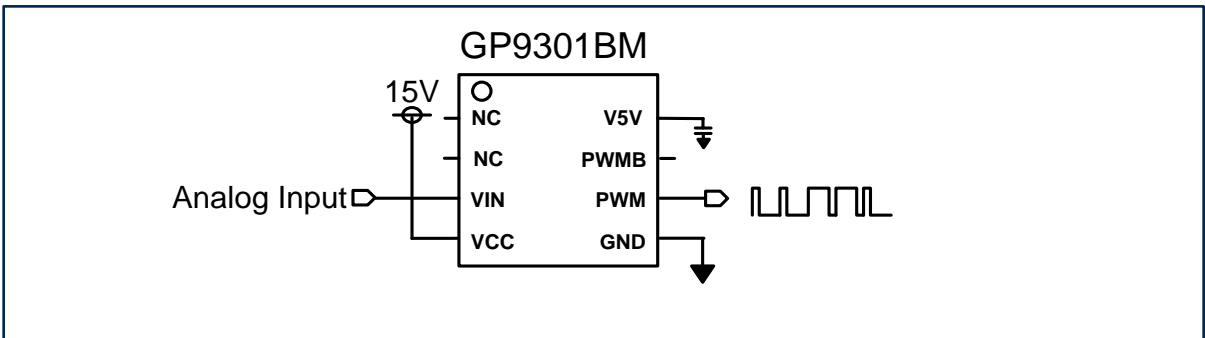 GP9301BM
15V
NC V5V
NC PWMB
Analog Input VIN PWM
VCC GND